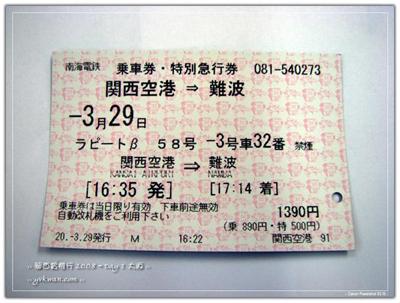 南海電鉄 乗車券・特別急行券 081-540273
関西空港 ⇒ 難波
-3月29日
ラピートβ 58号 -3号車32番 禁煙
関西空港 ⇒ 難波
KANSAI AIRPORT NAMBA
[16:35 発] [17:14 着]
乗車券は当日限り有効 下車前途無効
自動改札機をご利用下さい
1390円
(乗 890円・特 500円)
20.-3.29発行 M 16:22 関西空港 91
yvkwan.com